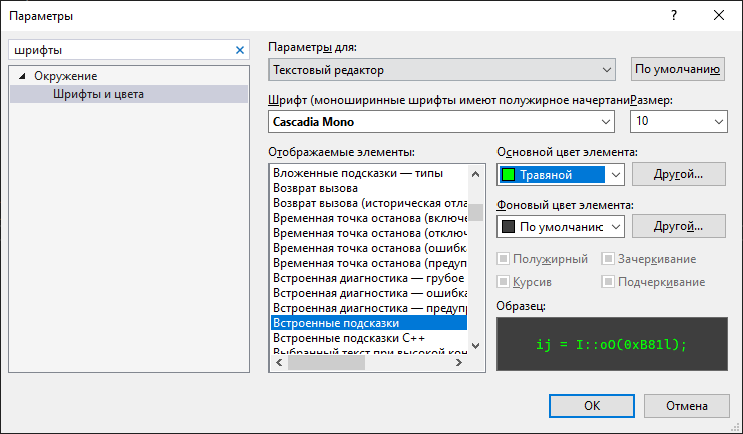 Параметры
шрифты
Окружение
Шрифты и цвета
Параметры для:
Текстовый редактор
По умолчанию
Шрифт (моноширинные шрифты имеют полужирное начертани
Размер:
Cascadia Mono
10
Отображаемые элементы:
Вложенные подсказки — типы
Возврат вызова
Возврат вызова (историческая отла
Временная точка останова (включе
Временная точка останова (отключ
Временная точка останова (ошибка
Временная точка останова (предуп
Встроенная диагностика — грубое
Встроенная диагностика — ошибка
Встроенная диагностика — предупр
Встроенные подсказки
Встроенные подсказки C++
Выбранный текст при высокой кон
Основной цвет элемента:
Травяной
Другой...
Фоновый цвет элемента:
По умолчанию
Другой...
Полужирный
Зачеркивание
Курсив
Подчеркивание
Образец:
ij = I::oO(0xB81l);
OK
Отмена